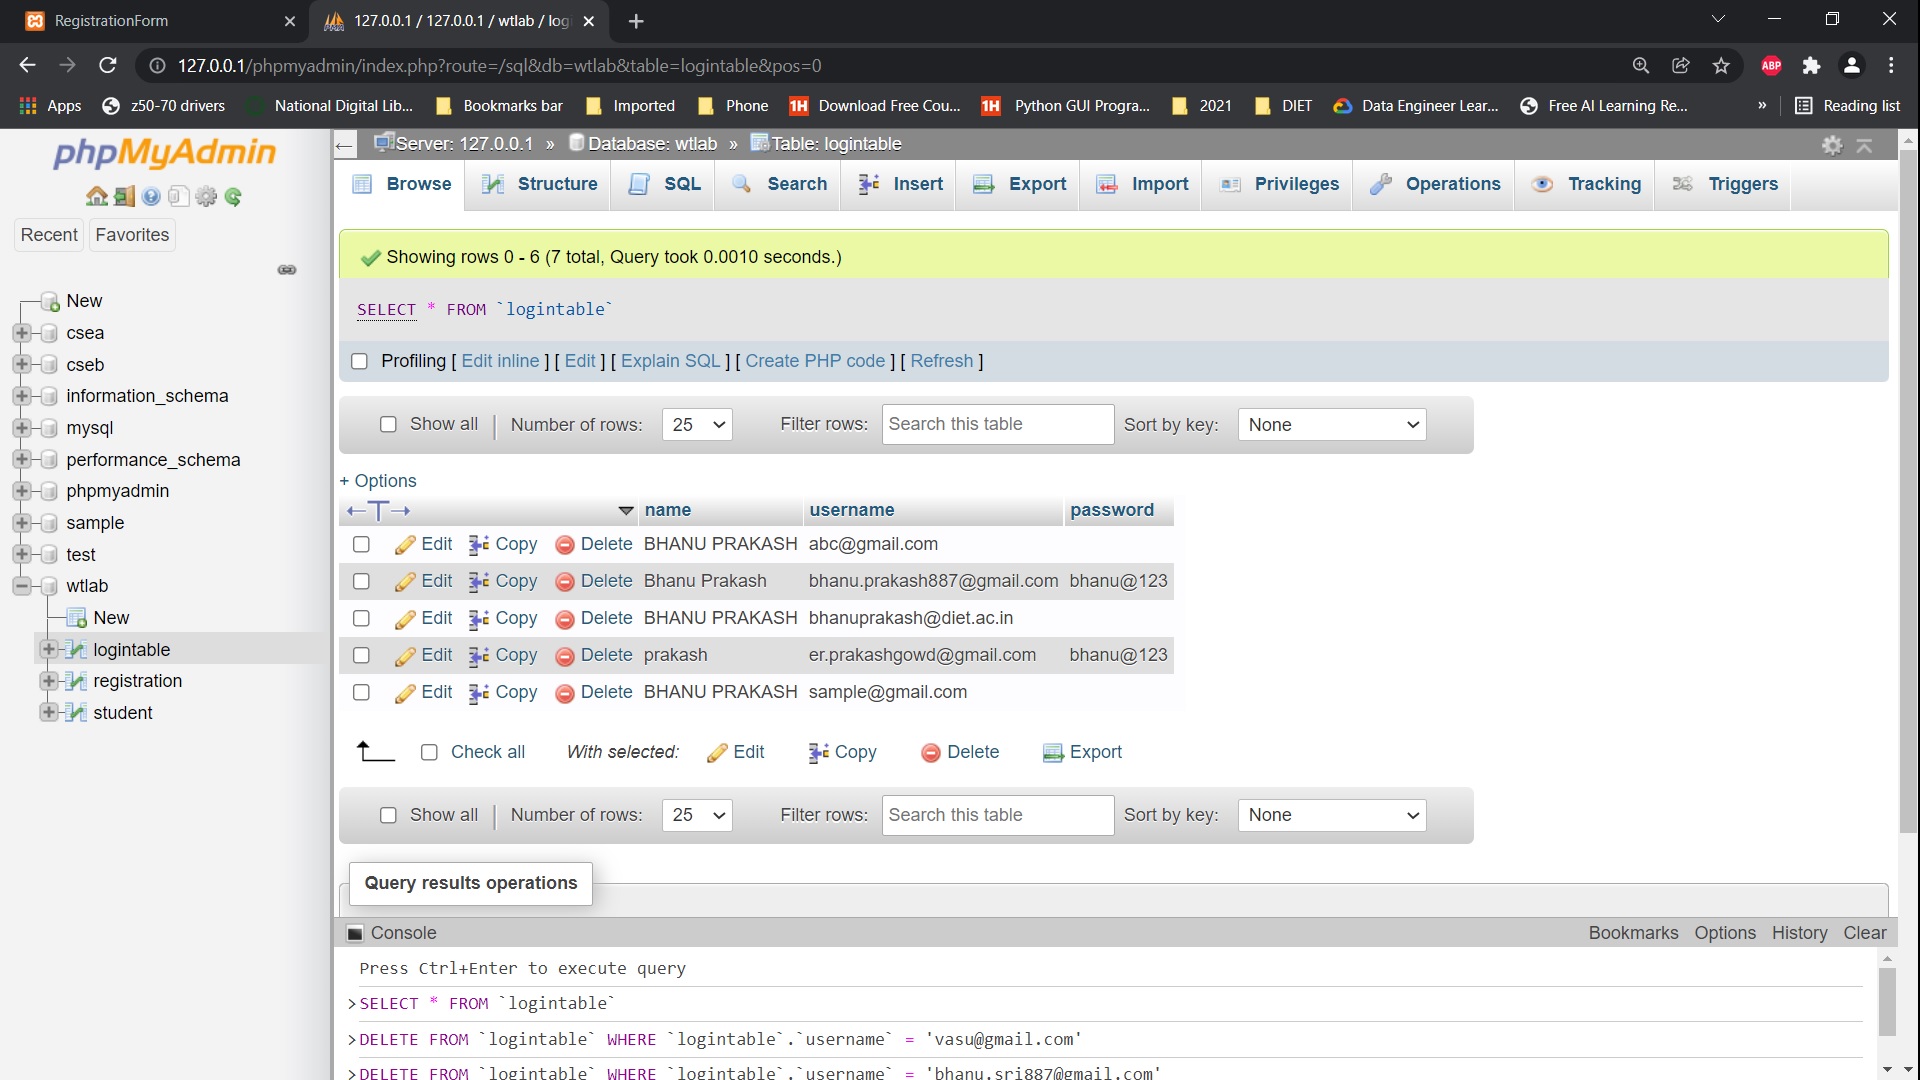 RegistrationForm
127.0.0.1 / 127.0.0.1 / wtlab / logi
127.0.0.1/phpmyadmin/index.php?route=/sql&db=wtlab&table=logintable&pos=0
ABP
Apps z50-70 drivers National Digital Lib... Bookmarks bar Imported Phone 1H Download Free Cou... 1H Python GUI Progra... 2021 DIET Data Engineer Lear... Free AI Learning Re... » Reading list
phpMyAdmin
Recent Favorites
New
csea
cseb
information_schema
mysql
performance_schema
phpmyadmin
sample
test
wtlab
New
logintable
registration
student
Server: 127.0.0.1 » Database: wtlab » Table: logintable
Browse Structure SQL Search Insert Export Import Privileges Operations Tracking Triggers
Showing rows 0 - 6 (7 total, Query took 0.0010 seconds.)
SELECT * FROM `logintable`
Profiling [ Edit inline ] [ Edit ] [ Explain SQL ] [ Create PHP code ] [ Refresh ]
Show all | Number of rows: 25 Filter rows: Search this table Sort by key: None
+ Options
←T→ name username password
Edit Copy Delete BHANU PRAKASH abc@gmail.com
Edit Copy Delete Bhanu Prakash bhanu.prakash887@gmail.com bhanu@123
Edit Copy Delete BHANU PRAKASH bhanuprakash@diet.ac.in
Edit Copy Delete prakash er.prakashgowd@gmail.com bhanu@123
Edit Copy Delete BHANU PRAKASH sample@gmail.com
Check all With selected: Edit Copy Delete Export
Show all | Number of rows: 25 Filter rows: Search this table Sort by key: None
Query results operations
Console Bookmarks Options History Clear
Press Ctrl+Enter to execute query
>SELECT * FROM `logintable`
>DELETE FROM `logintable` WHERE `logintable`.`username` = 'vasu@gmail.com'
>DELETE FROM `logintable` WHERE `logintable`.`username` = 'bhanu.sri887@gmail.com'